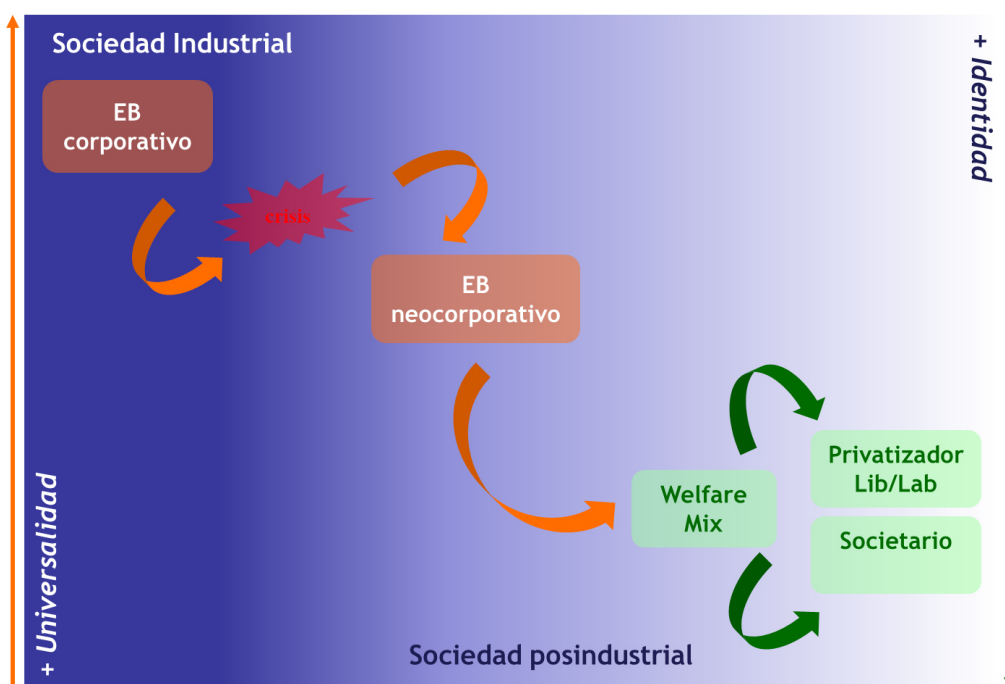 Sociedad Industrial
+ Identidad
EB
corporativo
crisis
EB
neocorporativo
Privatizador
Lib/Lab
Welfare
Mix
Societario
+ Universalidad
Sociedad posindustrial